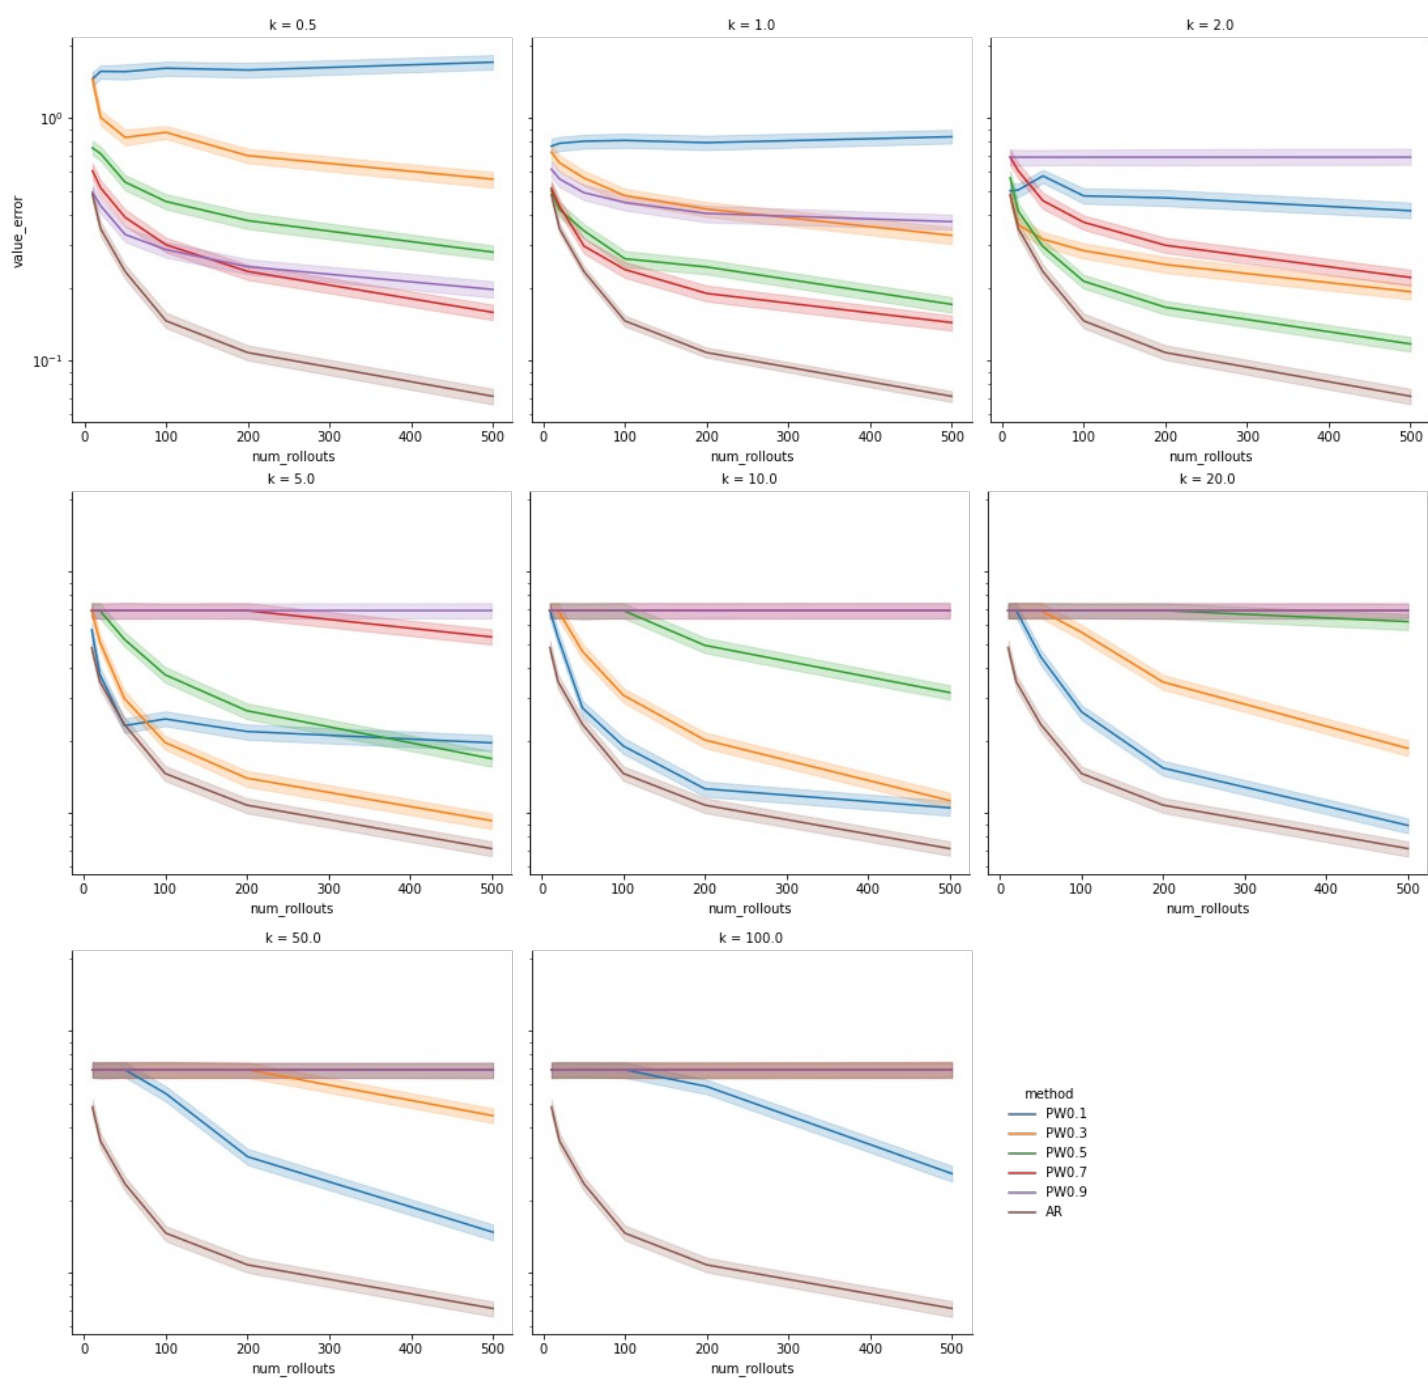 k = 0.5
k = 1.0
k = 2.0
value_error
10⁰
10⁻¹
0 100 200 300 400 500
0 100 200 300 400 500
0 100 200 300 400 500
num_rollouts
num_rollouts
num_rollouts
k = 5.0
k = 10.0
k = 20.0
0 100 200 300 400 500
0 100 200 300 400 500
0 100 200 300 400 500
num_rollouts
num_rollouts
num_rollouts
k = 50.0
k = 100.0
0 100 200 300 400 500
0 100 200 300 400 500
num_rollouts
num_rollouts
method
PW0.1
PW0.3
PW0.5
PW0.7
PW0.9
AR